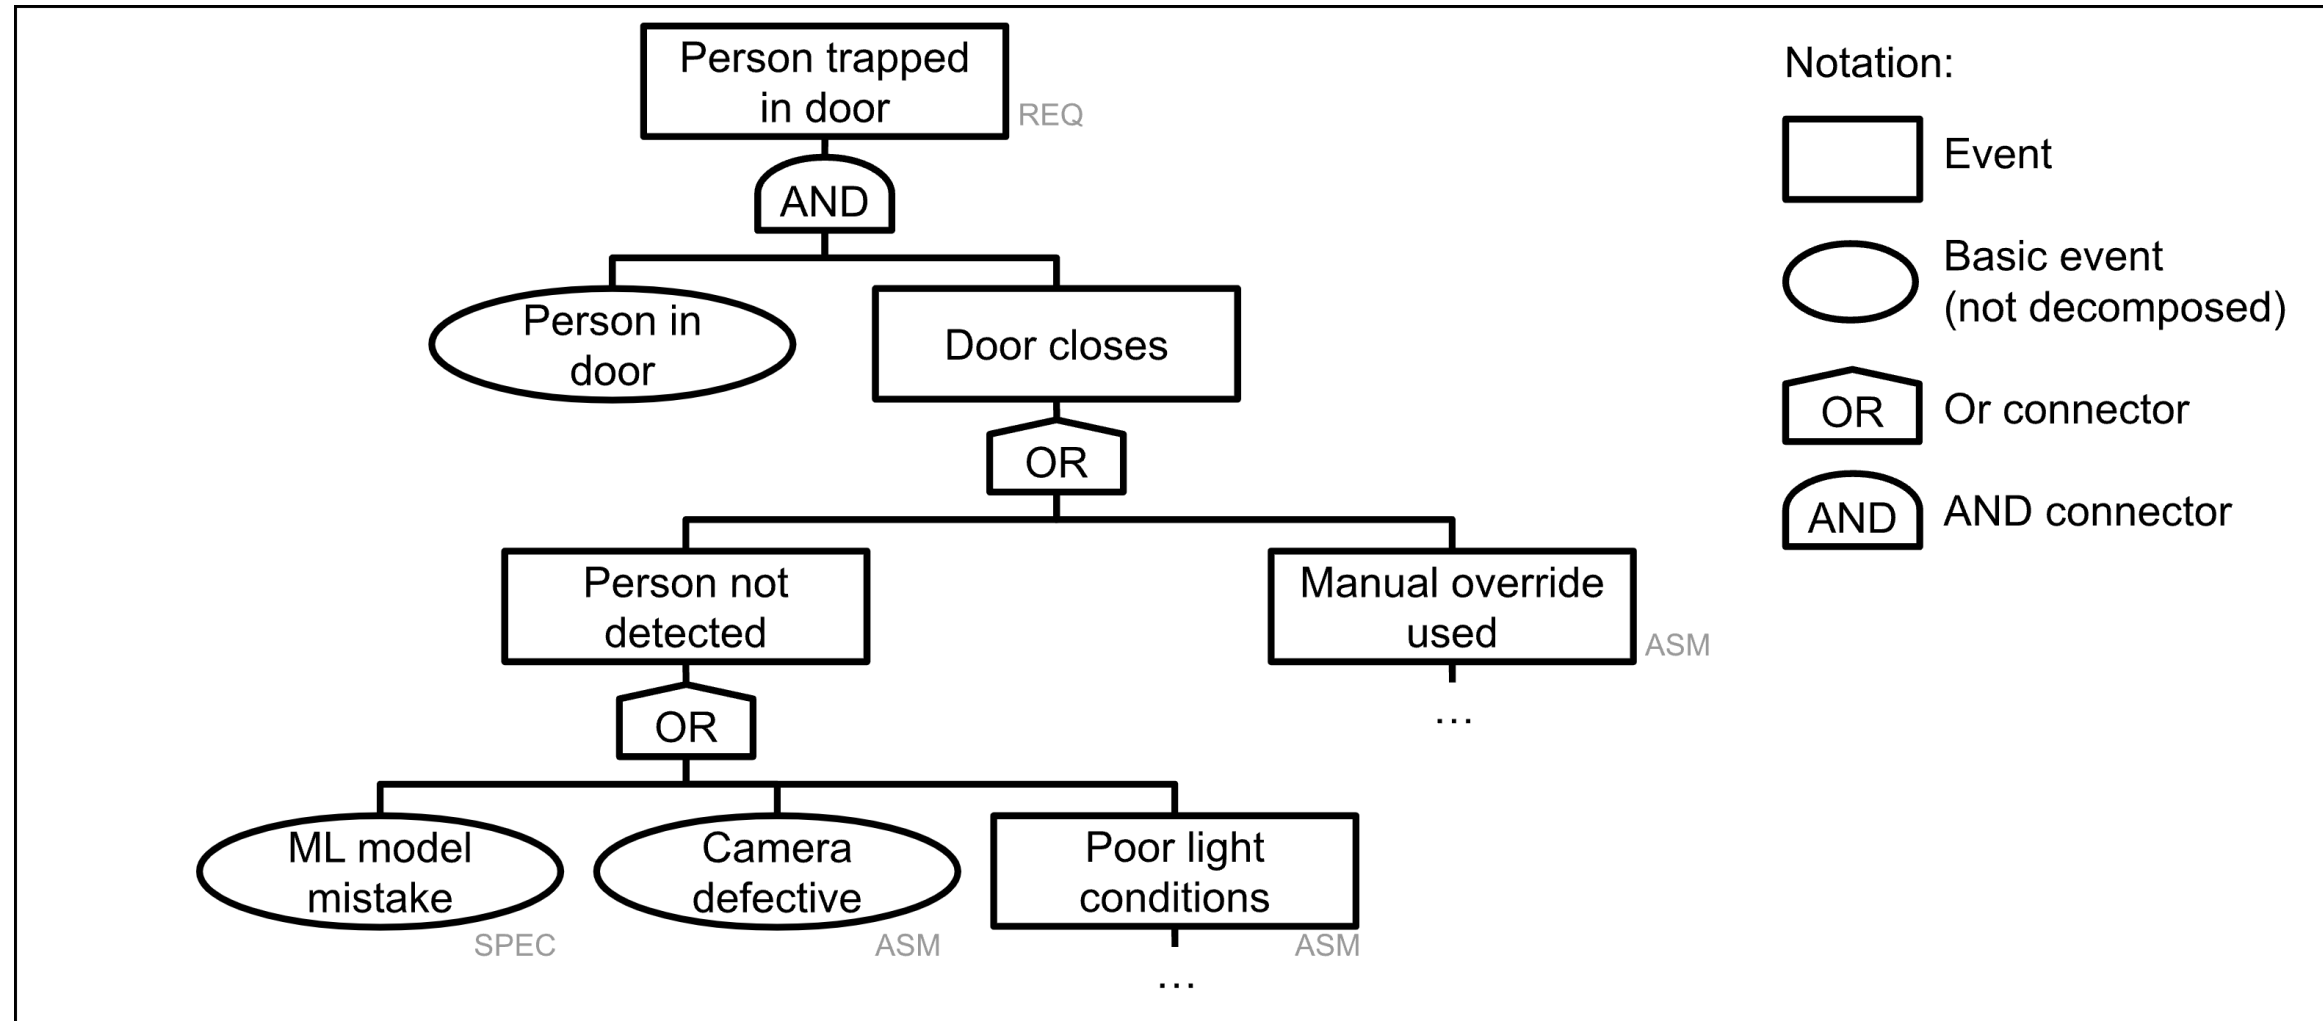 Person trapped
in door
REQ
AND
Person in
door
Door closes
OR
Person not
detected
Manual override
used
ASM
...
OR
ML model
mistake
SPEC
Camera
defective
ASM
Poor light
conditions
ASM
...
Notation:
Event
Basic event
(not decomposed)
OR
Or connector
AND
AND connector